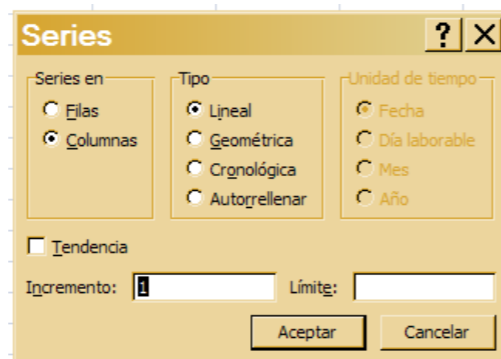 Series
Series en
Filas
Columnas
Tipo
Lineal
Geométrica
Cronológica
Autorrellenar
Unidad de tiempo
Fecha
Día laborable
Mes
Año
Tendencia
Incremento: 1
Límite:
Aceptar
Cancelar